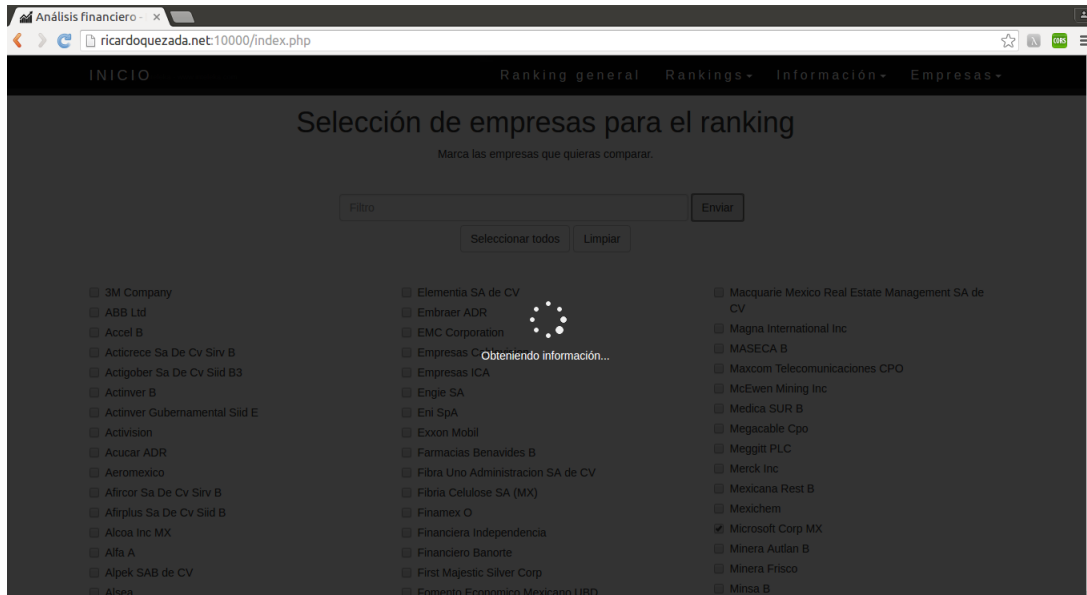 Análisis financiero -
ricardoquezada.net:10000/index.php
INICIO
Ranking general
Rankings
Información
Empresas
Selección de empresas para el ranking
Marca las empresas que quieras comparar.
Filtro
Enviar
Seleccionar todos
Limpiar
3M Company
ABB Ltd
Accel B
Acticrece Sa De Cv Sirv B
Actigober Sa De Cv Siid B3
Actinver B
Actinver Gubernamental Siid E
Activision
Acucar ADR
Aeromexico
Afircor Sa De Cv Sirv B
Afirplus Sa De Cv Siid B
Alcoa Inc MX
Alfa A
Alpek SAB de CV
Alsea
Elementia SA de CV
Embraer ADR
EMC Corporation
Empresas
Obteniendo información...
Empresas ICA
Engie SA
Eni SpA
Exxon Mobil
Farmacias Benavides B
Fibra Uno Administracion SA de CV
Fibria Celulose SA (MX)
Finamex O
Financiera Independencia
Financiero Banorte
First Majestic Silver Corp
Fomento Economico Mexicano UBD
Macquarie Mexico Real Estate Management SA de
CV
Magna International Inc
MASECA B
Maxcom Telecomunicaciones CPO
McEwen Mining Inc
Medica SUR B
Megacable Cpo
Meggitt PLC
Merck Inc
Mexicana Rest B
Mexichem
Microsoft Corp MX
Minera Autlan B
Minera Frisco
Minsa B